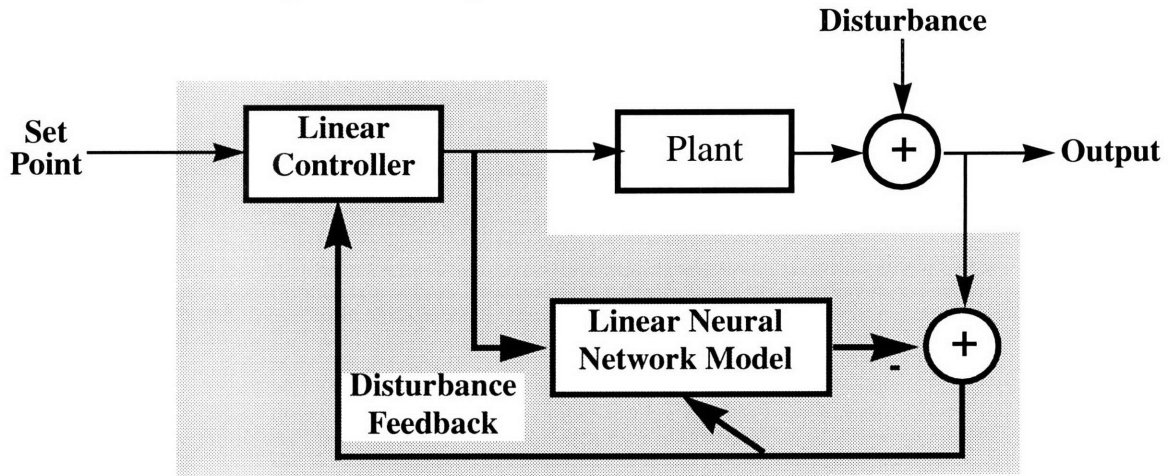 Disturbance
Set
Point
Linear
Controller
Plant
+
Output
Linear Neural
Network Model
+
-
Disturbance
Feedback